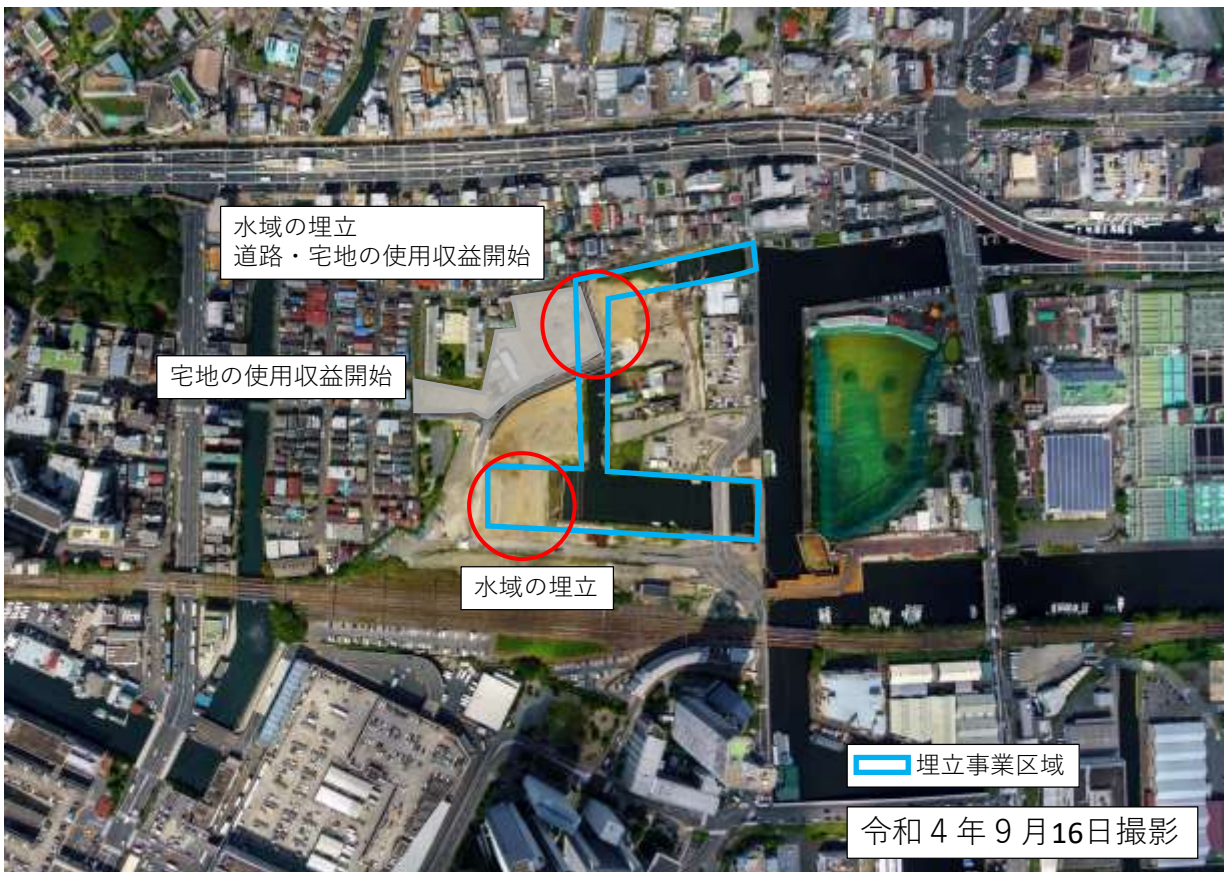 水域の埋立
道路・宅地の使用収益開始
宅地の使用収益開始
水域の埋立
埋立事業区域
令和４年９月16日撮影